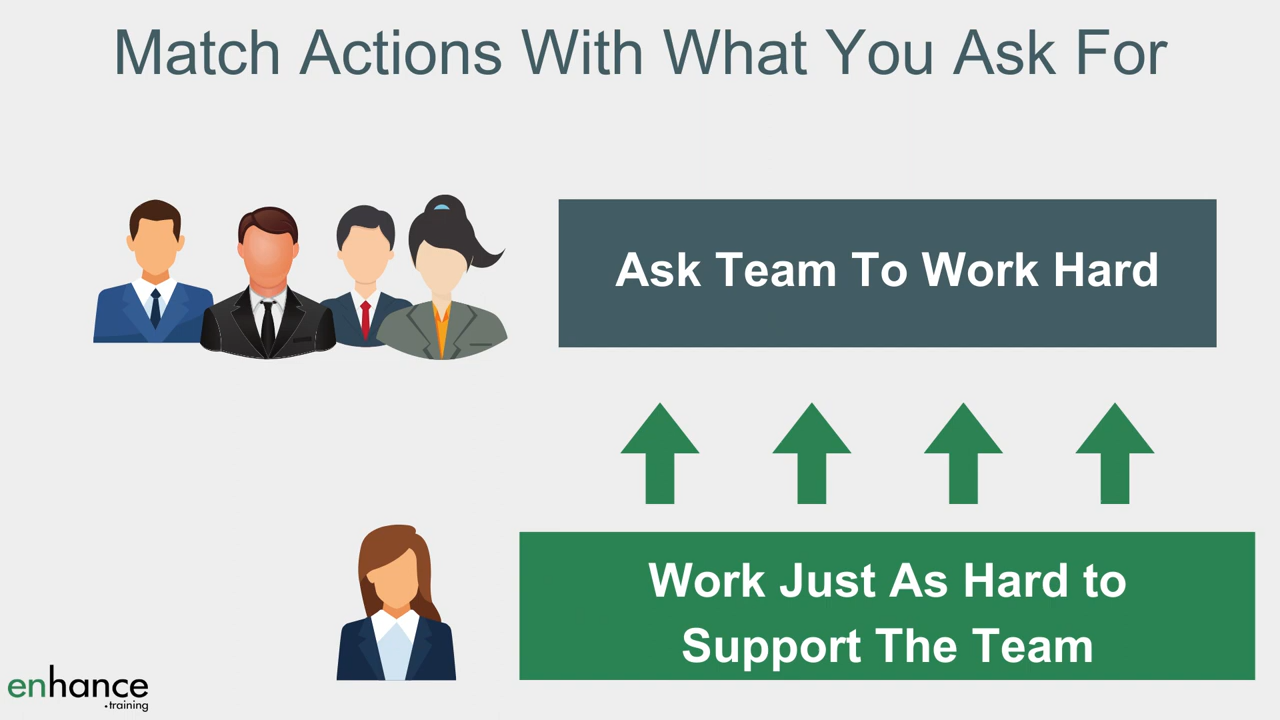 Match Actions With What You Ask For
Ask Team To Work Hard
Work Just As Hard to
Support The Team
enhance
.training